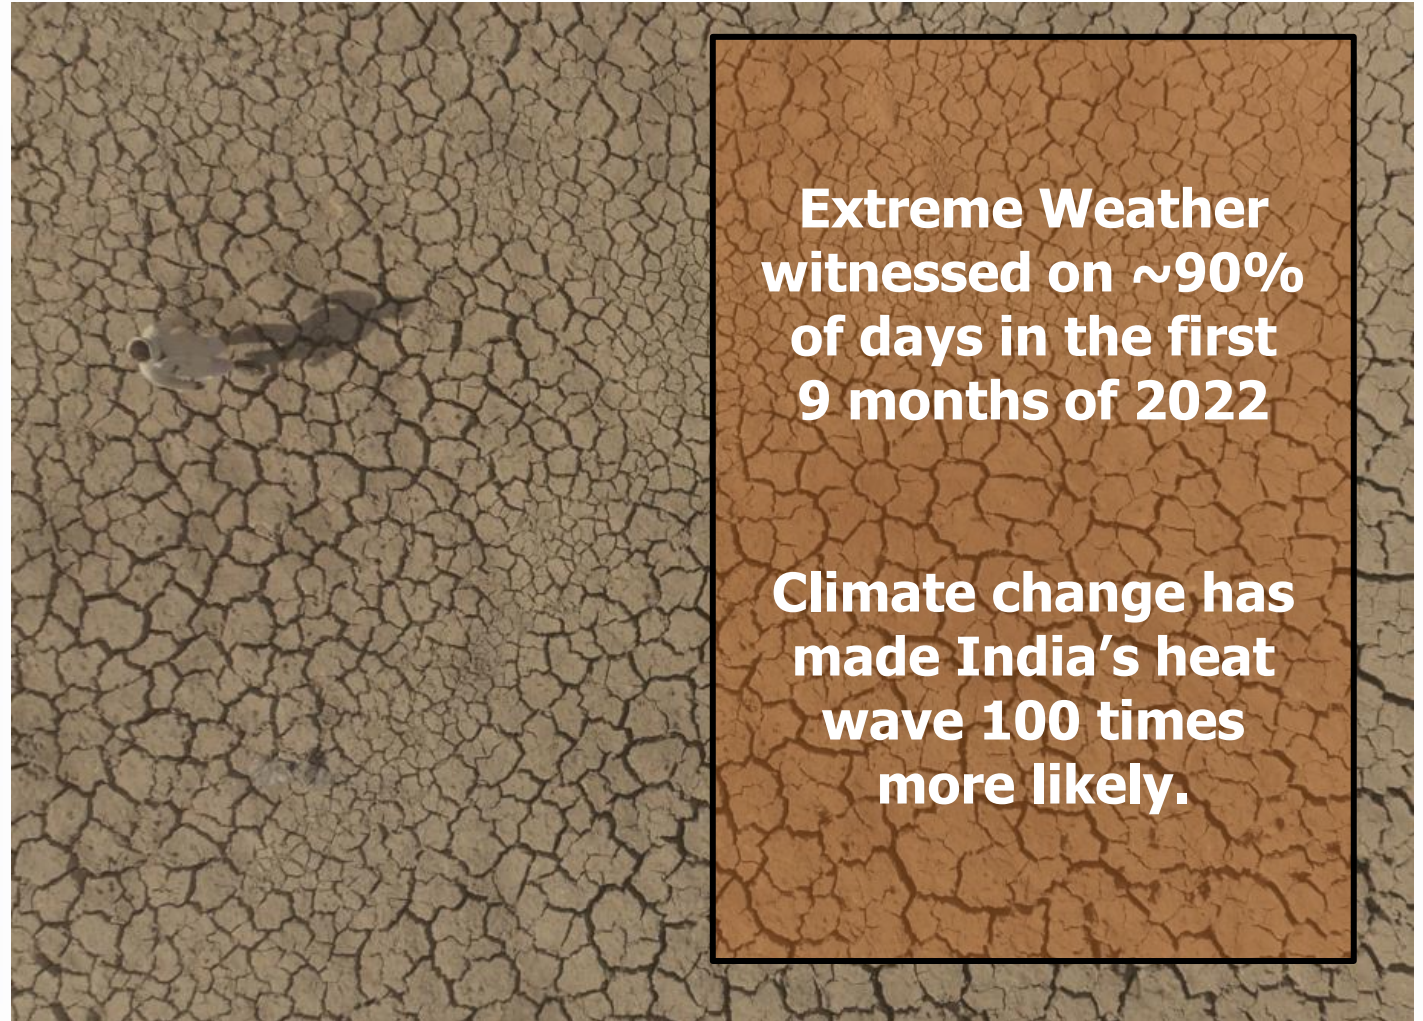 Extreme Weather
witnessed on ~90%
of days in the first
9 months of 2022
Climate change has
made India’s heat
wave 100 times
more likely.